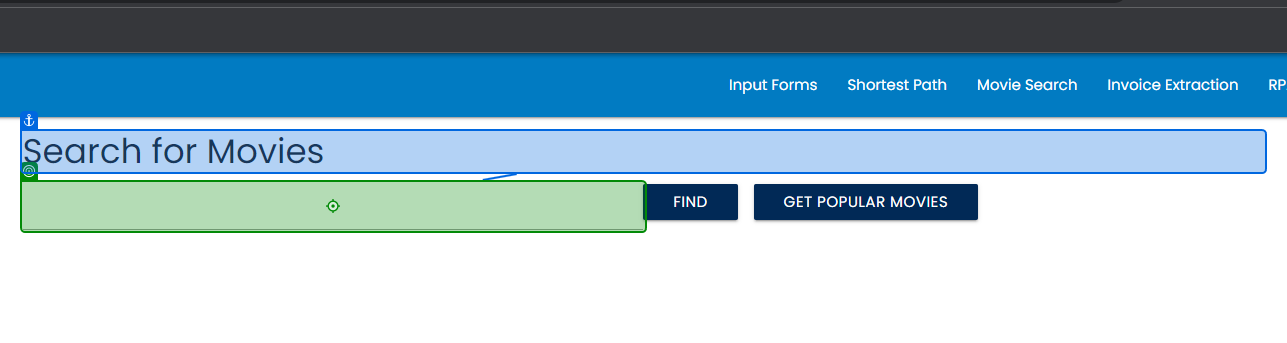 Input Forms Shortest Path Movie Search Invoice Extraction RP
Search for Movies
FIND GET POPULAR MOVIES